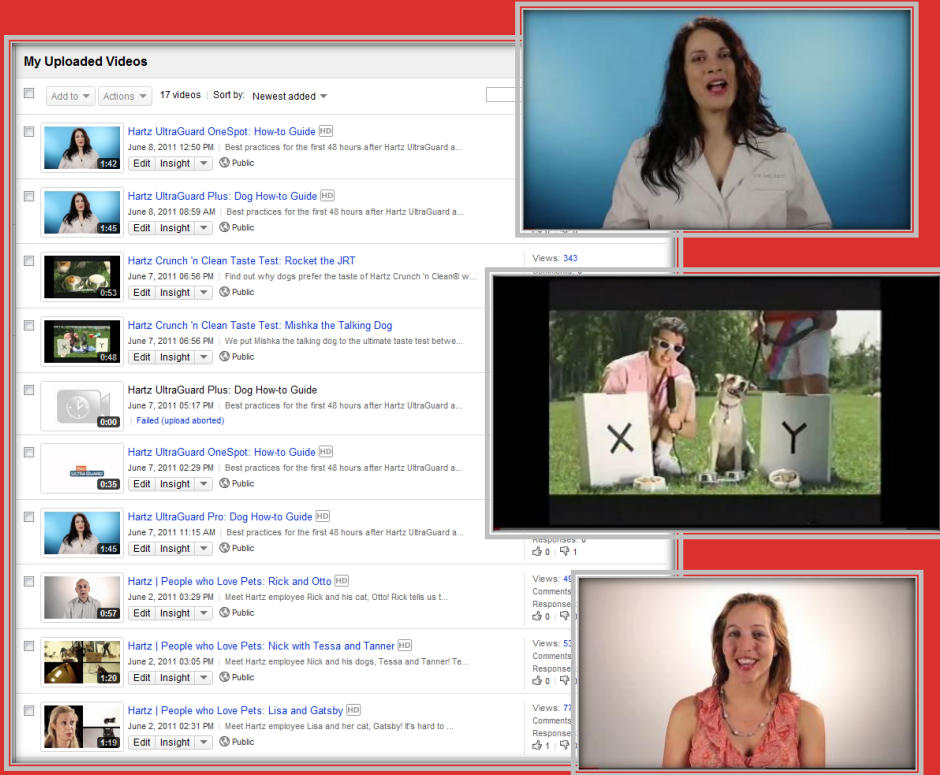 My Uploaded Videos
Add to Actions 17 videos | Sort by: Newest added
Hartz UltraGuard OneSpot: How-to Guide HD
June 8, 2011 12:50 PM | Best practices for the first 48 hours after Hartz UltraGuard a...
1:42 Edit Insight Public
Hartz UltraGuard Plus: Dog How-to Guide HD
June 8, 2011 08:59 AM | Best practices for the first 48 hours after Hartz UltraGuard a...
1:45 Edit Insight Public
Hartz Crunch 'n Clean Taste Test: Rocket the JRT
Views: 343
June 7, 2011 06:56 PM | Find out why dogs prefer the taste of Hartz Crunch 'n Clean® w...
0:53 Edit Insight Public
Hartz Crunch 'n Clean Taste Test: Mishka the Talking Dog
June 7, 2011 06:56 PM | We put Mishka the talking dog to the ultimate taste test betwe...
X Y
0:48 Edit Insight Public
Hartz UltraGuard Plus: Dog How-to Guide
June 7, 2011 05:17 PM | Best practices for the first 48 hours after Hartz UltraGuard a...
0:00 | Failed (upload aborted)
X Y
Hartz UltraGuard OneSpot: How-to Guide HD
June 7, 2011 02:29 PM | Best practices for the first 48 hours after Hartz UltraGuard a...
ULTRAGUARD
0:35 Edit Insight Public
Hartz UltraGuard Pro: Dog How-to Guide HD
June 7, 2011 11:15 AM | Best practices for the first 48 hours after Hartz UltraGuard a...
Responses: 0
1:45 Edit Insight Public
0 | 1
Hartz | People who Love Pets: Rick and Otto HD
Views: 49
June 2, 2011 03:29 PM | Meet Hartz employee Rick and his cat, Otto! Rick tells us t...
Comments
Response
0:57 Edit Insight Public
0 |
Hartz | People who Love Pets: Nick with Tessa and Tanner HD
Views: 53
June 2, 2011 03:05 PM | Meet Hartz employee Nick and his dogs, Tessa and Tanner! Te...
Comments
Response
1:20 Edit Insight Public
0 |
Hartz | People who Love Pets: Lisa and Gatsby HD
Views: 77
June 2, 2011 02:31 PM | Meet Hartz employee Lisa and her cat, Gatsby! It's hard to ...
Comments
Response
1:19 Edit Insight Public
1 |